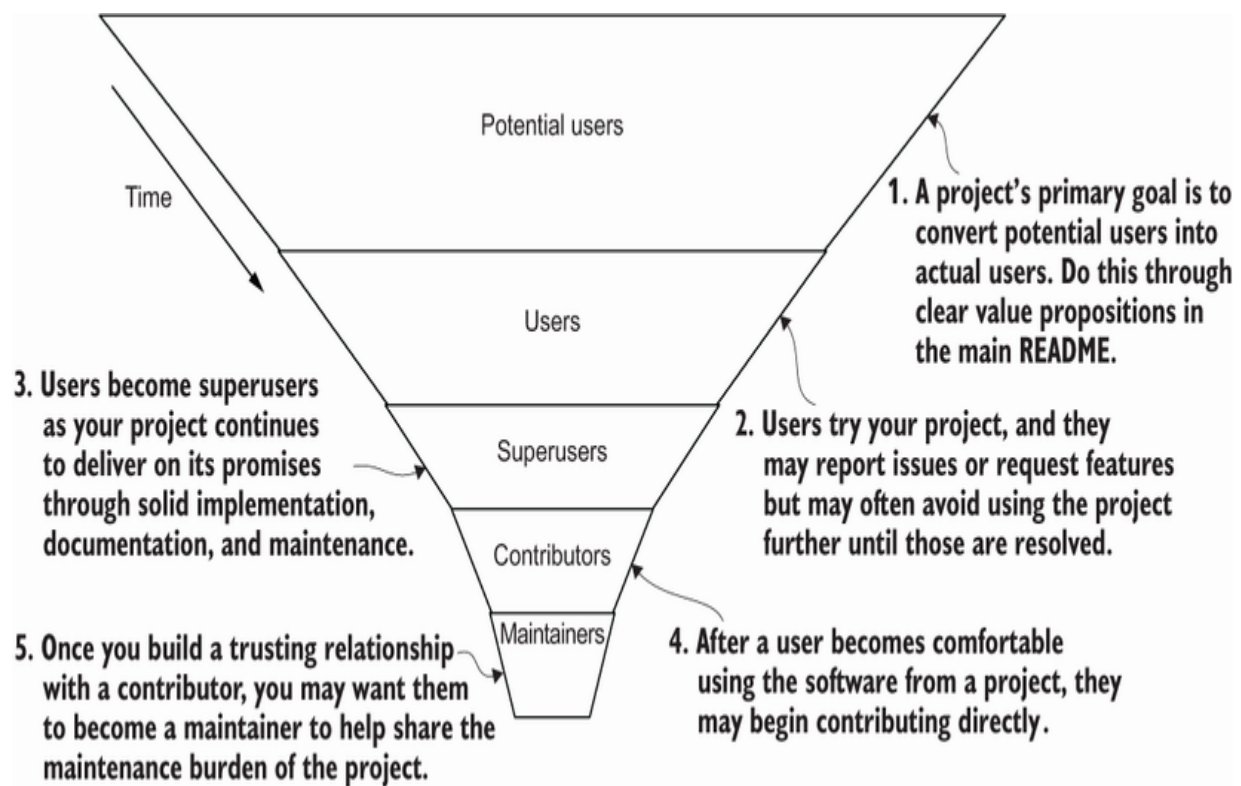 Potential users
Time
1. A project’s primary goal is to
convert potential users into
actual users. Do this through
clear value propositions in
the main README.
Users
3. Users become superusers
as your project continues
to deliver on its promises
through solid implementation,
documentation, and maintenance.
2. Users try your project, and they
may report issues or request features
but may often avoid using the project
further until those are resolved.
Superusers
Contributors
Maintainers
5. Once you build a trusting relationship
with a contributor, you may want them
to become a maintainer to help share the
maintenance burden of the project.
4. After a user becomes comfortable
using the software from a project, they
may begin contributing directly.